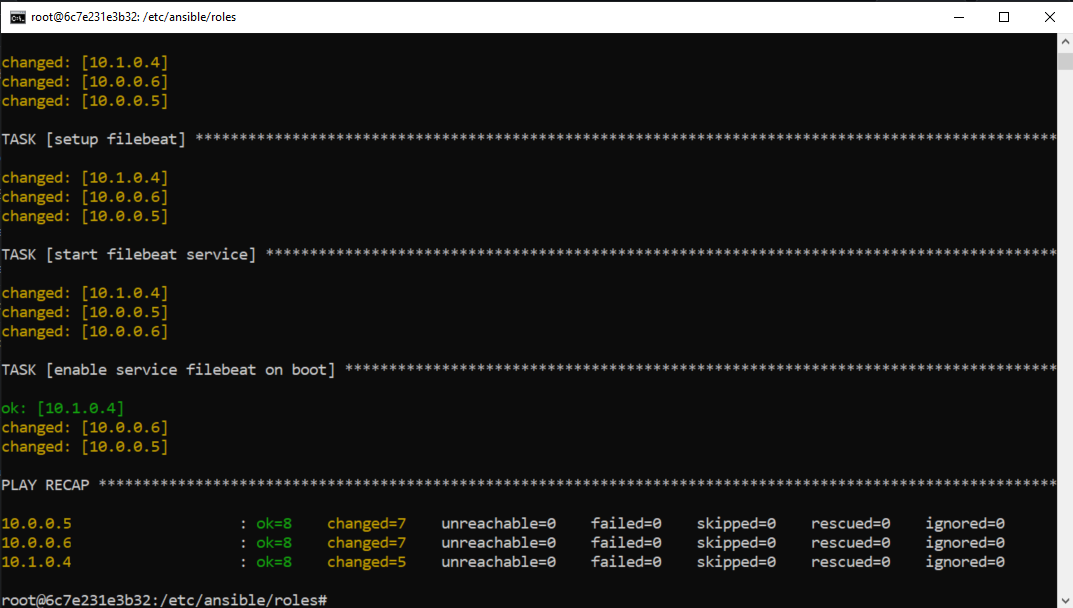 root@6c7e231e3b32: /etc/ansible/roles
changed: [10.1.0.4]
changed: [10.0.0.6]
changed: [10.0.0.5]
TASK [setup filebeat] *************************************************************************************************
changed: [10.1.0.4]
changed: [10.0.0.6]
changed: [10.0.0.5]
TASK [start filebeat service] *****************************************************************************************
changed: [10.1.0.4]
changed: [10.0.0.5]
changed: [10.0.0.6]
TASK [enable service filebeat on boot] ********************************************************************************
ok: [10.1.0.4]
changed: [10.0.0.6]
changed: [10.0.0.5]
PLAY RECAP ************************************************************************************************************
10.0.0.5 : ok=8 changed=7 unreachable=0 failed=0 skipped=0 rescued=0 ignored=0
10.0.0.6 : ok=8 changed=7 unreachable=0 failed=0 skipped=0 rescued=0 ignored=0
10.1.0.4 : ok=8 changed=5 unreachable=0 failed=0 skipped=0 rescued=0 ignored=0
root@6c7e231e3b32:/etc/ansible/roles#